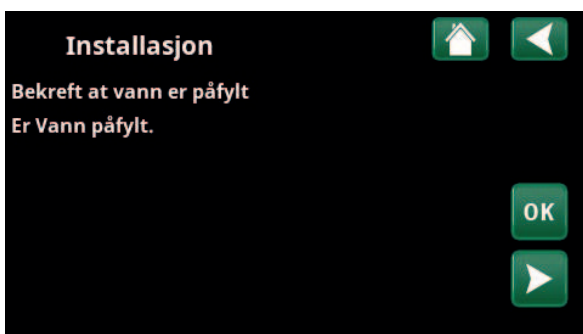 Installasjon
Bekreft at vann er påfylt
Er Vann påfylt.
OK